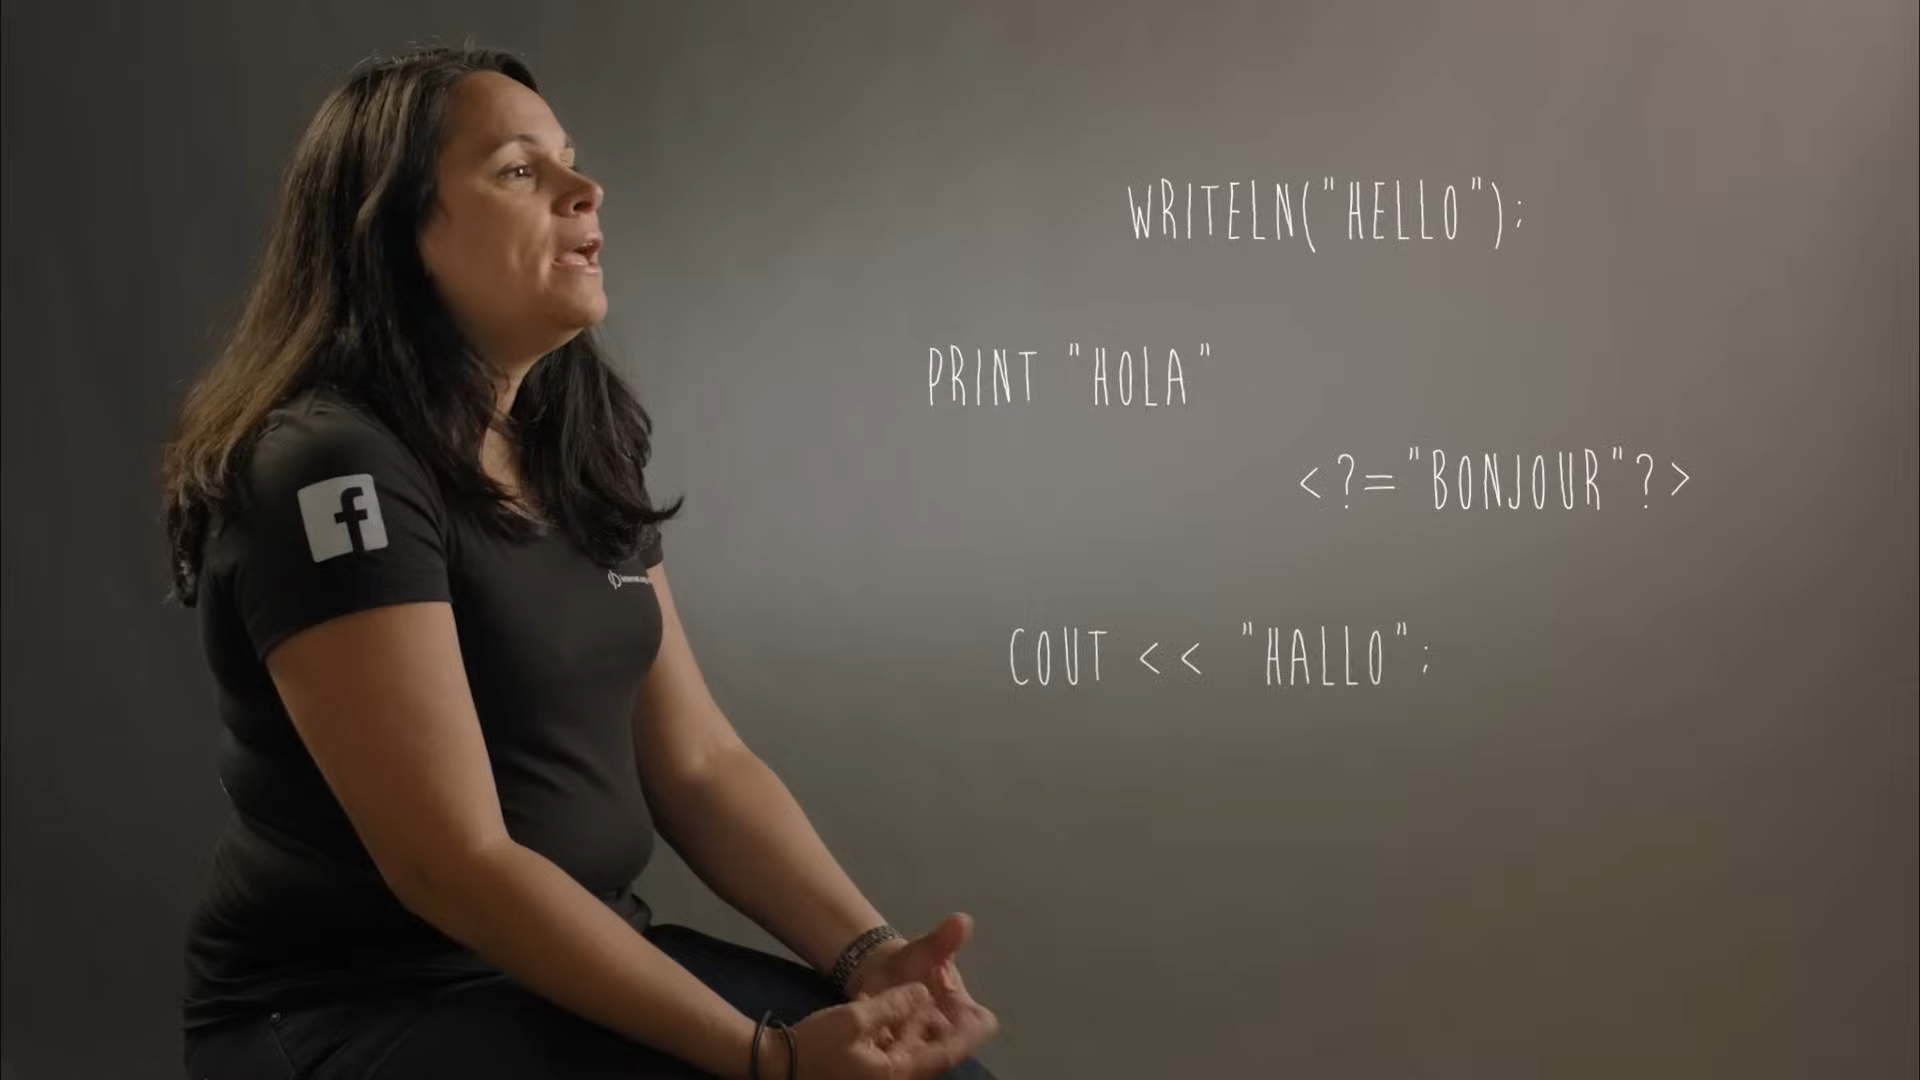 WRITELN("HELLO");
PRINT "HOLA"
<?="BONJOUR"?>
COUT << "HALLO";
f